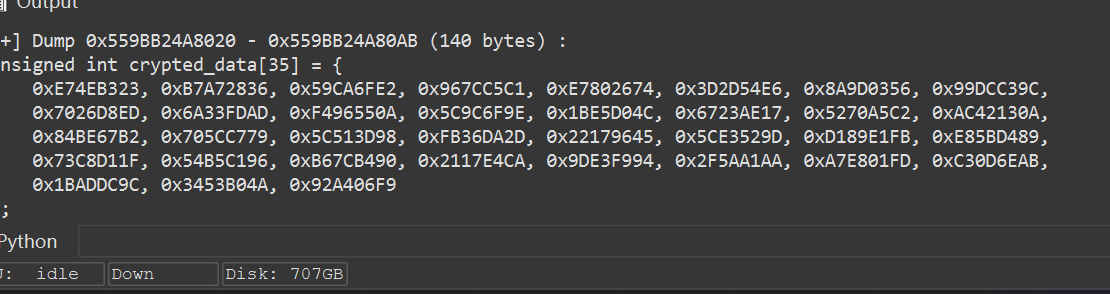 Output
+] Dump 0x559BB24A8020 - 0x559BB24A80AB (140 bytes) :
nsigned int crypted_data[35] = {
0xE74EB323, 0xB7A72836, 0x59CA6FE2, 0x967CC5C1, 0xE7802674, 0x3D2D54E6, 0x8A9D0356, 0x99DCC39C,
0x7026D8ED, 0x6A33FDAD, 0xF496550A, 0x5C9C6F9E, 0x1BE5D04C, 0x6723AE17, 0x5270A5C2, 0xAC42130A,
0x84BE67B2, 0x705CC779, 0x5C513D98, 0xFB36DA2D, 0x22179645, 0x5CE3529D, 0xD189E1FB, 0xE85BD489,
0x73C8D11F, 0x54B5C196, 0xB67CB490, 0x2117E4CA, 0x9DE3F994, 0x2F5AA1AA, 0xA7E801FD, 0xC30D6EAB,
0x1BADDC9C, 0x3453B04A, 0x92A406F9
;
Python
U: idle Down Disk: 707GB